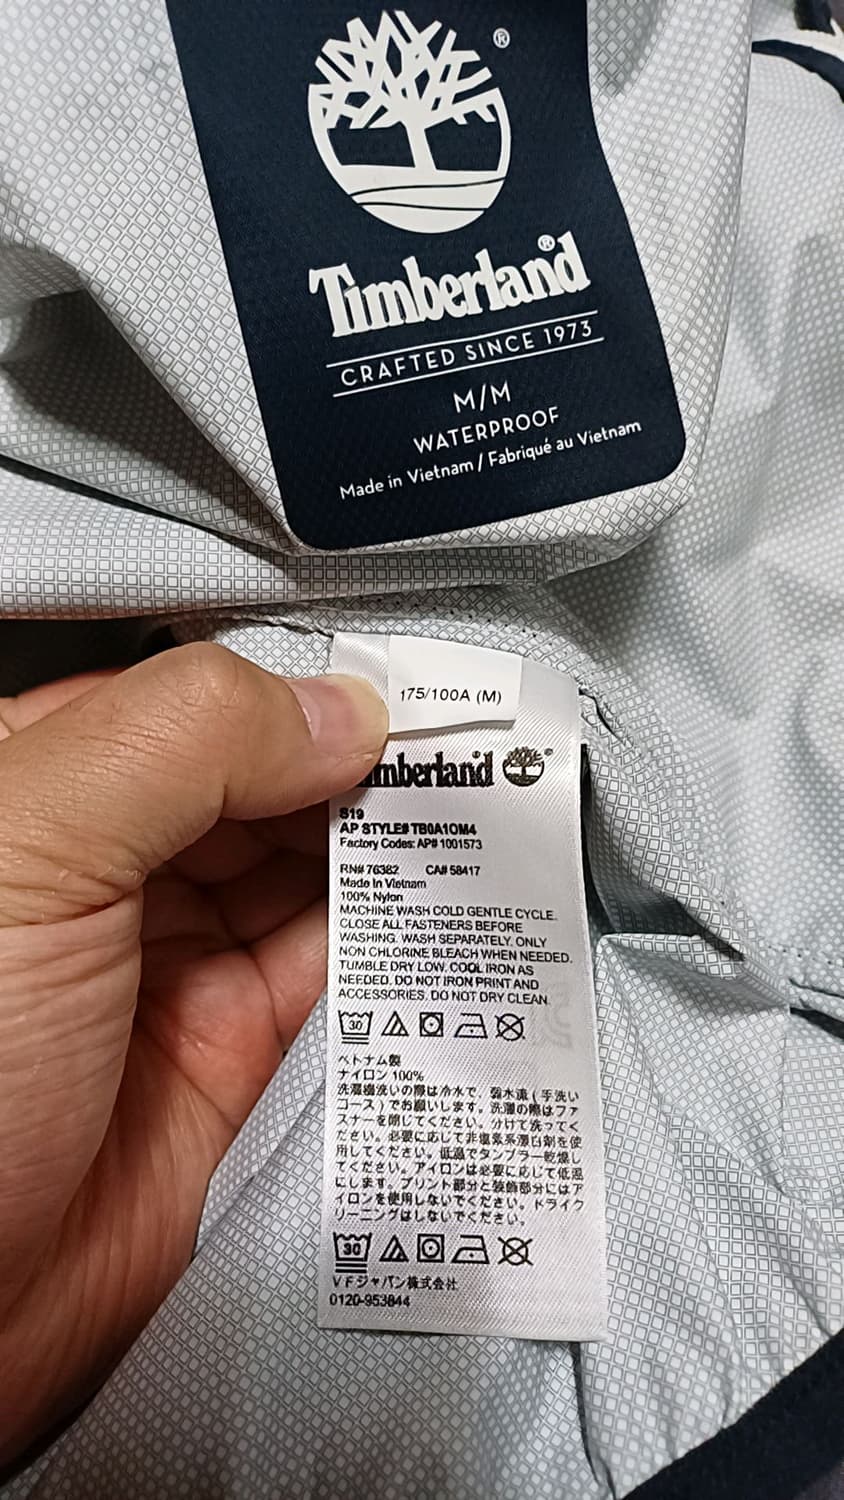 ®
Timberland®
CRAFTED SINCE 1973
M/M
WATERPROOF
Made in Vietnam / Fabriqué au Vietnam
175/100A (M)
mberland®
S19
AP STYLE# TB0A1OM4
Factory Codes: AP# 1001573
RN# 76382 CA# 58417
Made In Vietnam
100% Nylon
MACHINE WASH COLD GENTLE CYCLE.
CLOSE ALL FASTENERS BEFORE
WASHING. WASH SEPARATELY. ONLY
NON CHLORINE BLEACH WHEN NEEDED.
TUMBLE DRY LOW. COOL IRON AS
NEEDED. DO NOT IRON PRINT AND
ACCESSORIES. DO NOT DRY CLEAN.
30
ベトナム製
ナイロン 100%
洗濯機洗いの際は冷水で、弱水流 ( 手洗い
コース ) でお願いします。洗濯の際はファ
スナーを閉じてください。分けて洗ってく
ださい。必要に応じて非塩素系漂白剤を使
用してください。低温でタンブラー乾燥し
てください。アイロンは必要に応じて低温
にします。プリント部分と装飾部分にはア
イロンを使用しないでください。ドライク
リーニングはしないでください。
30
VFジャパン株式会社
0120-953844